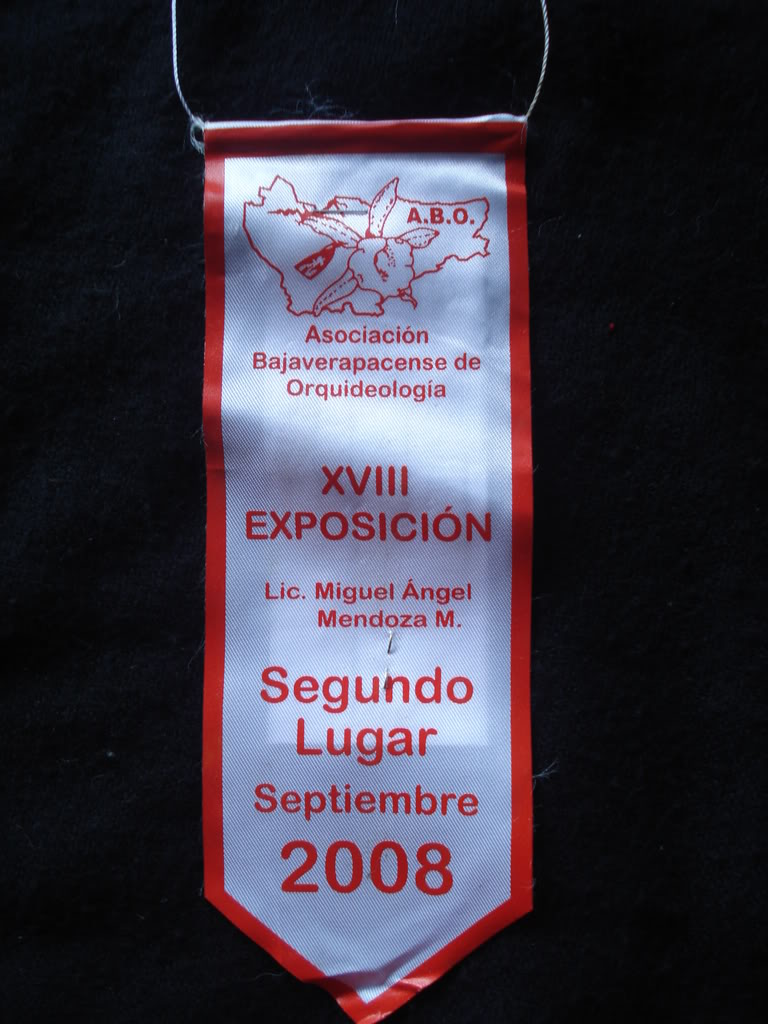 A.B.O.
Asociación
Bajaverapacense de
Orquideología
XVIII
EXPOSICIÓN
Lic. Miguel Ángel
Mendoza M.
Segundo
Lugar
Septiembre
2008